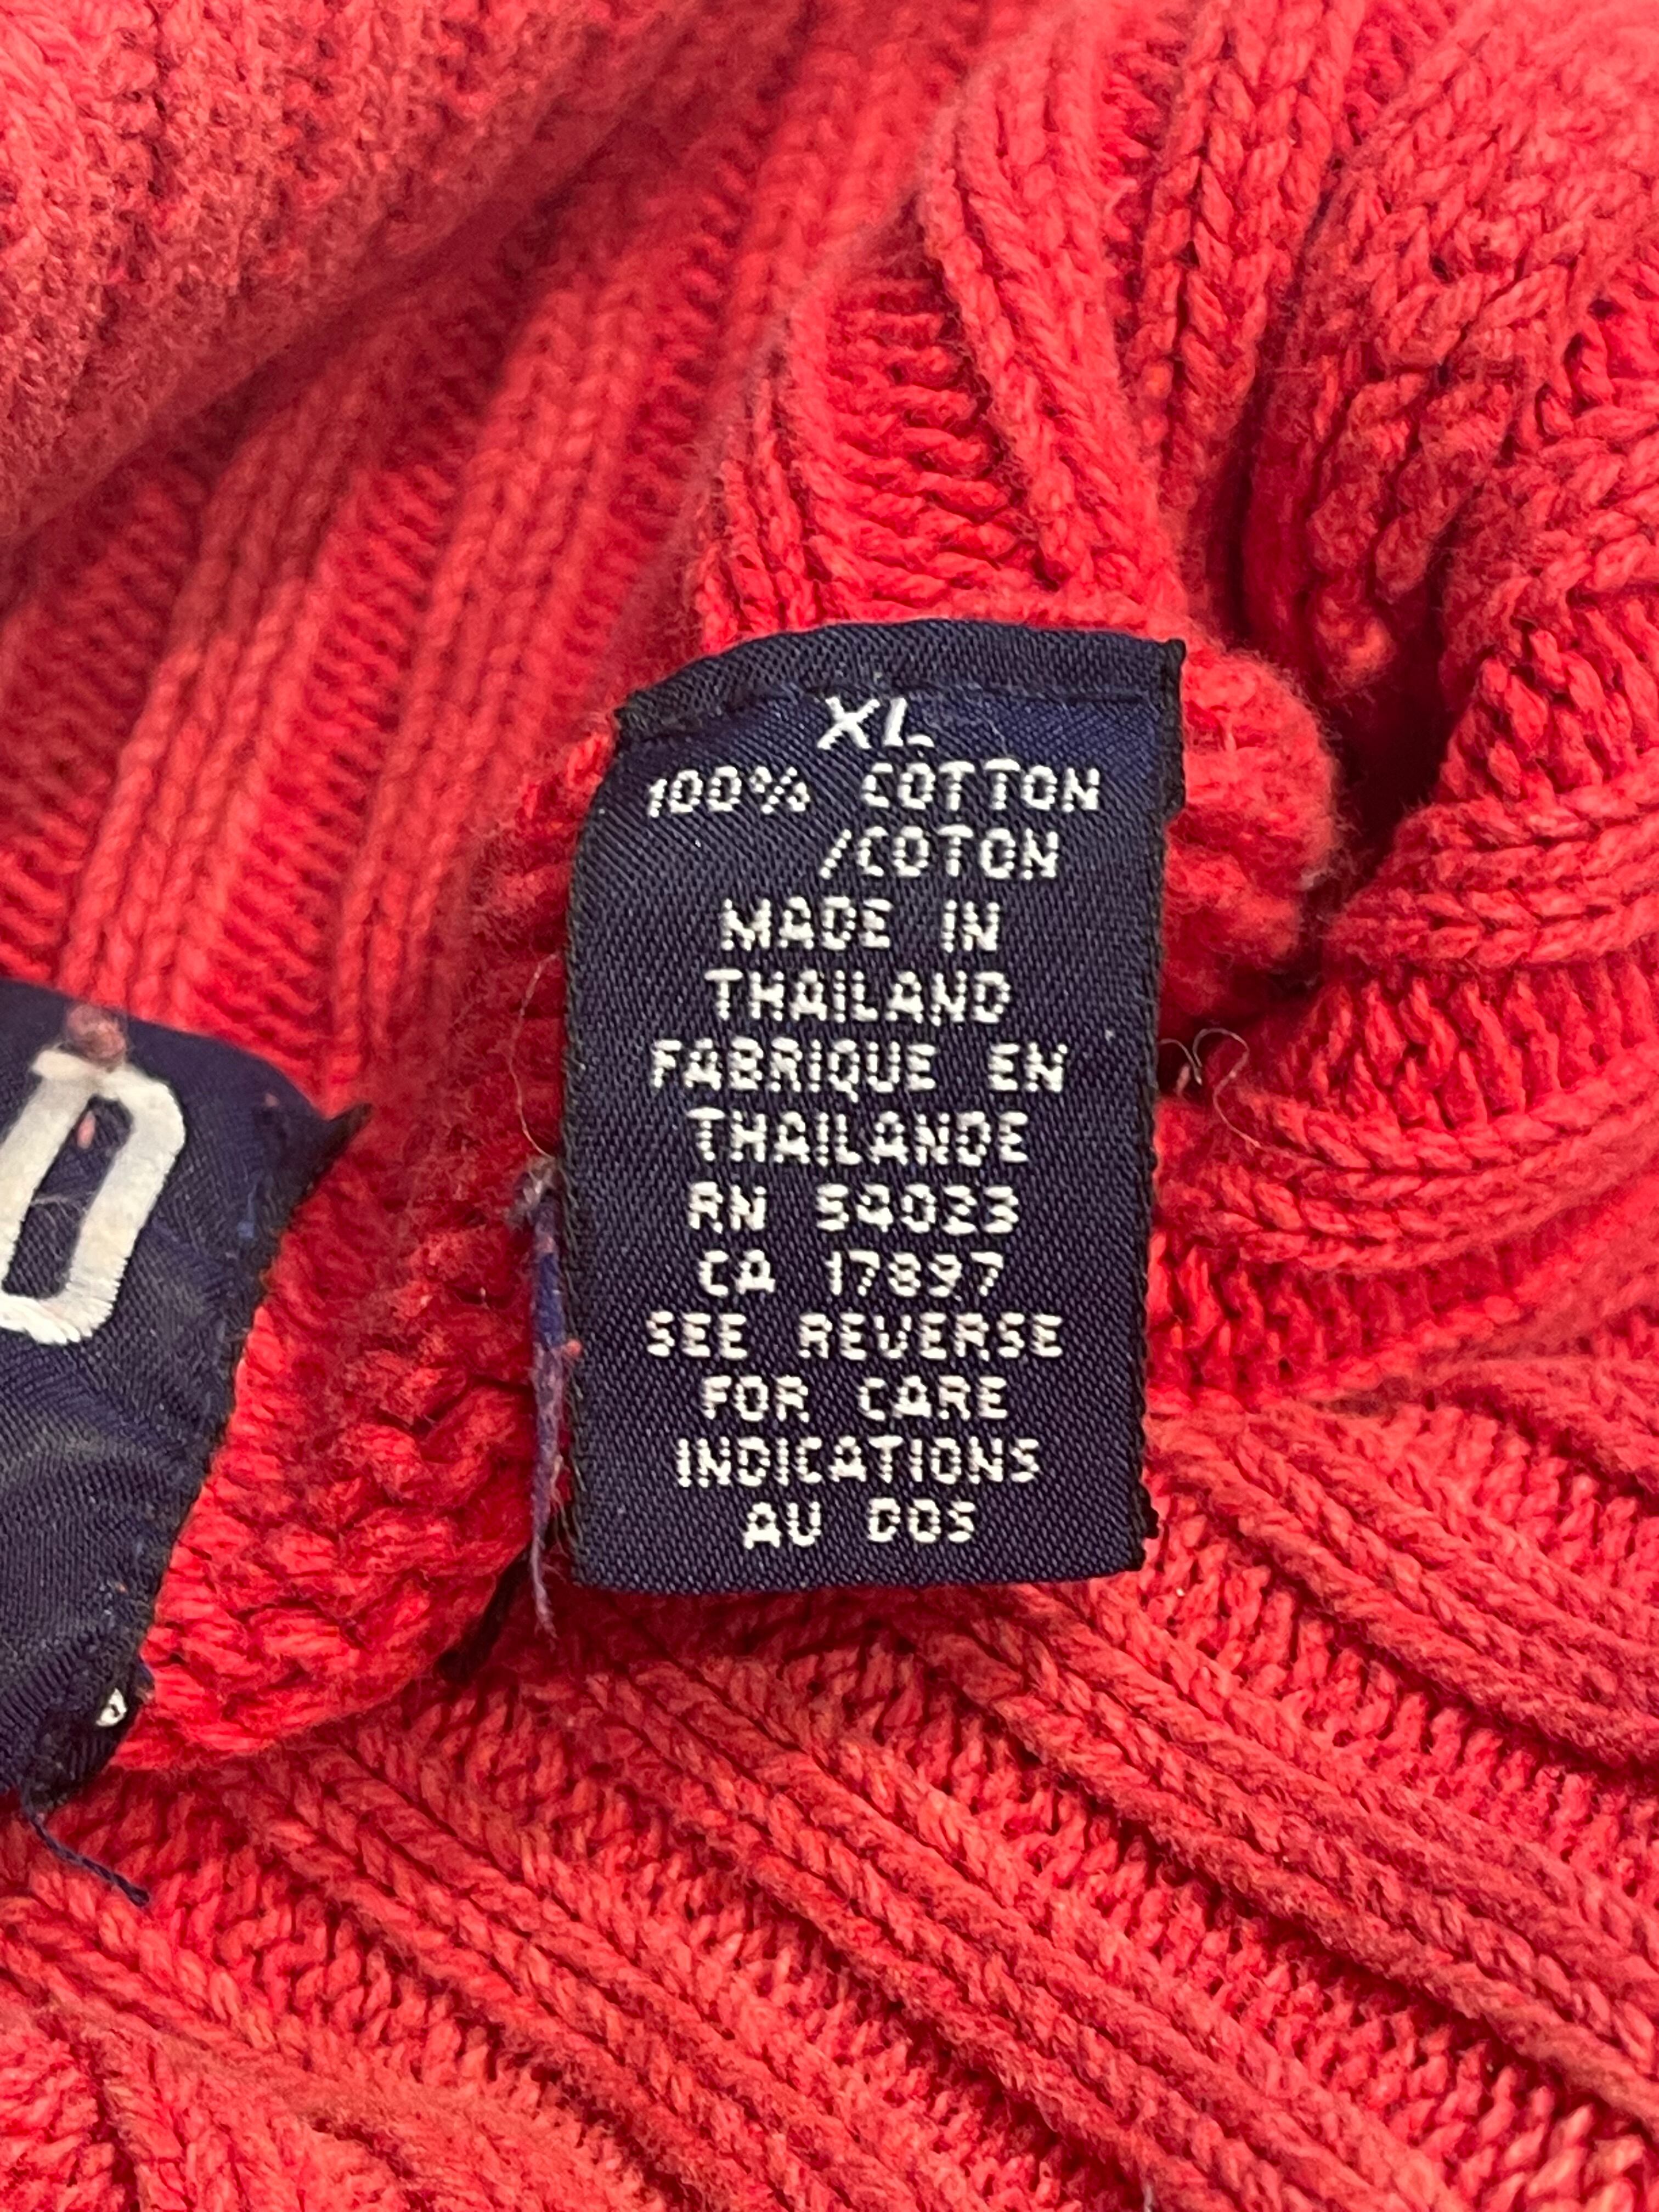 D
XL
100% COTTON
/COTON
MADE IN
THAILAND
FABRIQUE EN
THAILANDE
RN 54023
CA 17897
SEE REVERSE
FOR CARE
INDICATIONS
AU DOS